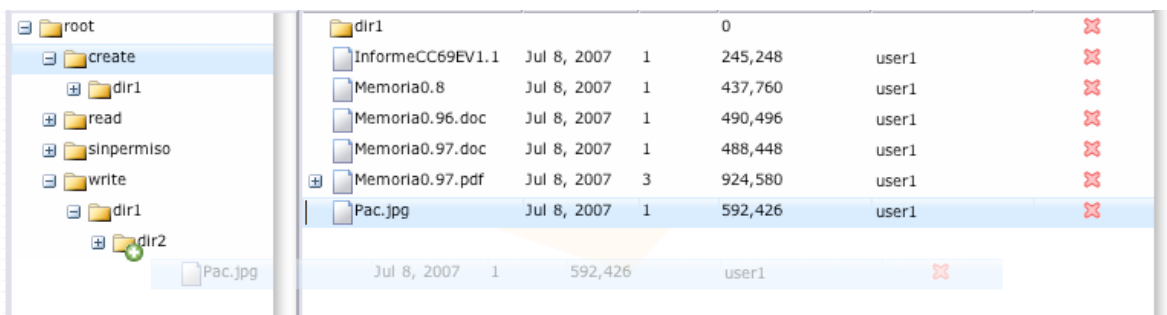 root
create
dir1
read
sinpermiso
write
dir1
dir2
dir1 0
InformeCC69EV1.1 Jul 8, 2007 1 245,248 user1
Memoria0.8 Jul 8, 2007 1 437,760 user1
Memoria0.96.doc Jul 8, 2007 1 490,496 user1
Memoria0.97.doc Jul 8, 2007 1 488,448 user1
Memoria0.97.pdf Jul 8, 2007 3 924,580 user1
Pac.jpg Jul 8, 2007 1 592,426 user1
Pac.jpg Jul 8, 2007 1 592,426 user1